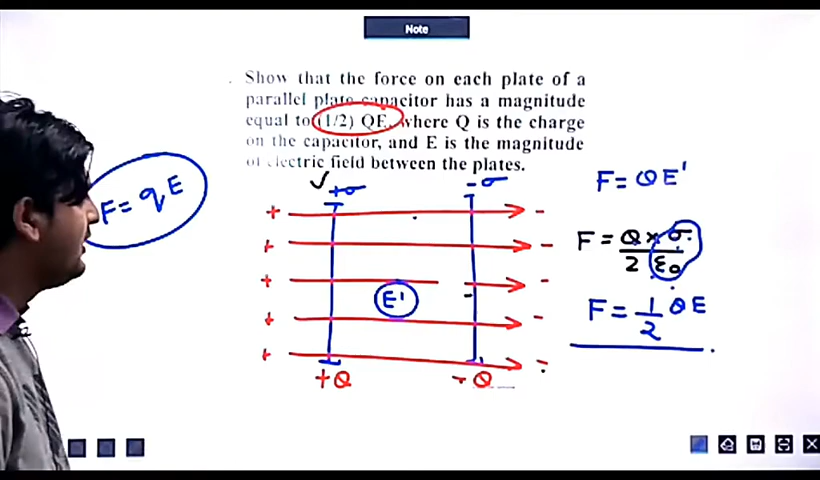 Note
. Show that the force on each plate of a
parallel plate capacitor has a magnitude
equal to (1/2) QE, where Q is the charge
on the capacitor, and E is the magnitude
of electric field between the plates.
F = qE
+σ
-σ
+ -
+ -
+ -
E'
+ -
+ -
+Q
-Q
F = QE'
F = Q × σ
2 ε0
F = 1/2 QE